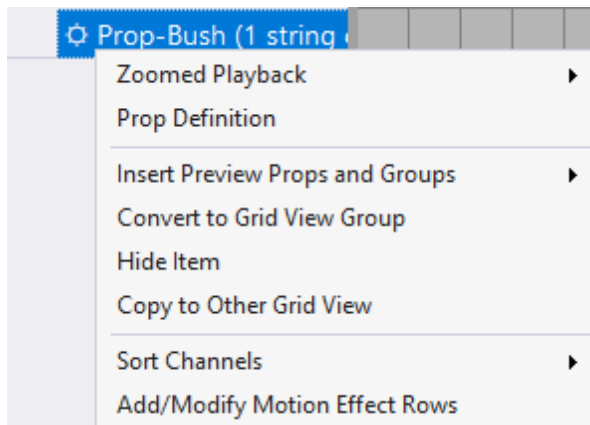 Prop-Bush (1 string
Zoomed Playback
Prop Definition
Insert Preview Props and Groups
Convert to Grid View Group
Hide Item
Copy to Other Grid View
Sort Channels
Add/Modify Motion Effect Rows